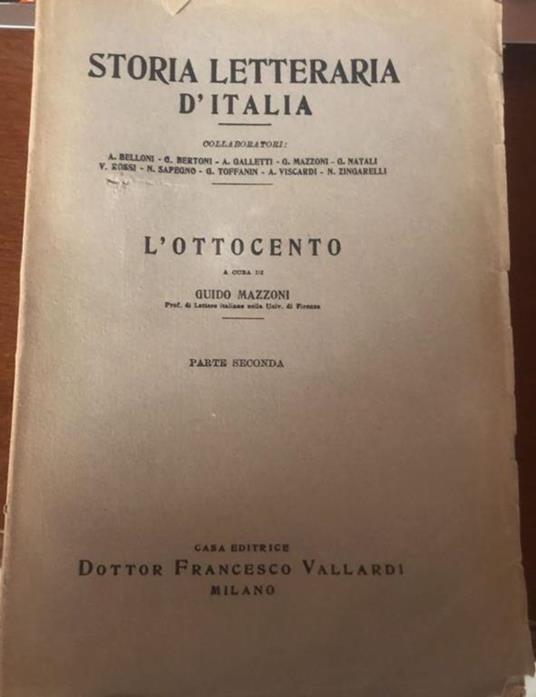 STORIA LETTERARIA
D'ITALIA
COLLABORATORI:
A. BELLONI - G. BERTONI - A. GALLETTI - G. MAZZONI - G. NATALI
V. ROSSI - N. SAPEGNO - G. TOFFANIN - A. VISCARDI - N. ZINGARELLI
L'OTTOCENTO
A CURA DI
GUIDO MAZZONI
Prof. di Lettere italiane nella Univ. di Firenze
PARTE SECONDA
CASA EDITRICE
DOTTOR FRANCESCO VALLARDI
MILANO